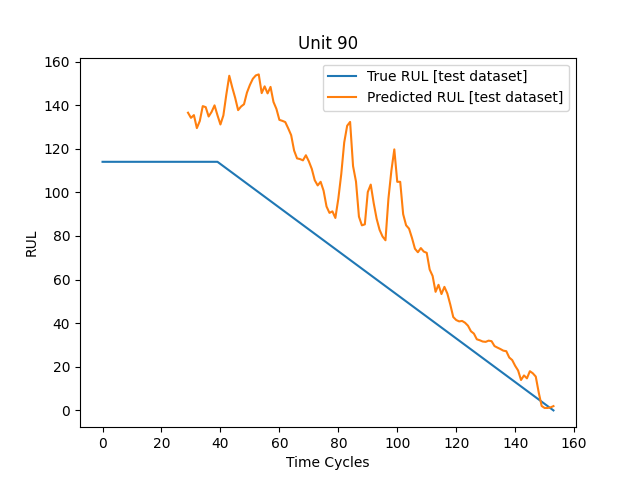 Unit 90
True RUL [test dataset]
Predicted RUL [test dataset]
160
140
120
100
80
60
40
20
0
RUL
0 20 40 60 80 100 120 140 160
Time Cycles